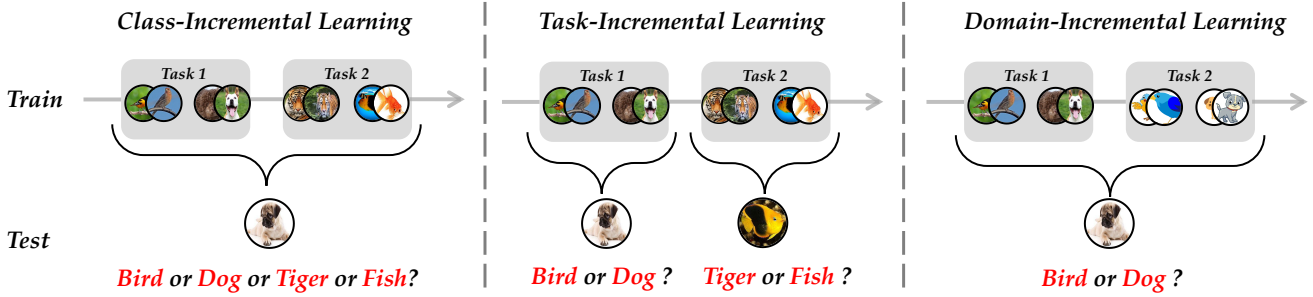 Class-Incremental Learning
Task-Incremental Learning
Domain-Incremental Learning
Train
Task 1
Task 2
Task 1
Task 2
Task 1
Task 2
Test
Bird or Dog or Tiger or Fish?
Bird or Dog ?
Tiger or Fish ?
Bird or Dog ?